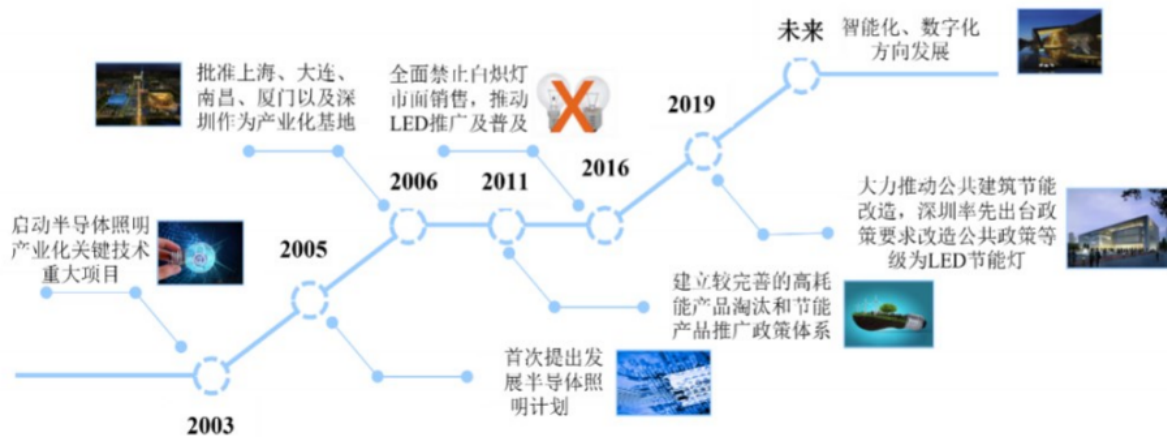 未来
智能化、数字化
方向发展
批准上海、大连、
南昌、厦门以及深
圳作为产业化基地
全面禁止白炽灯
市面销售，推动
LED推广及普及
2019
2006
2011
2016
大力推动公共建筑节能
改造，深圳率先出台政
策要求改造公共政策等
级为LED节能灯
启动半导体照明
产业化关键技术
重大项目
2005
建立较完善的高耗
能产品淘汰和节能
产品推广政策体系
首次提出发
展半导体照
明计划
2003